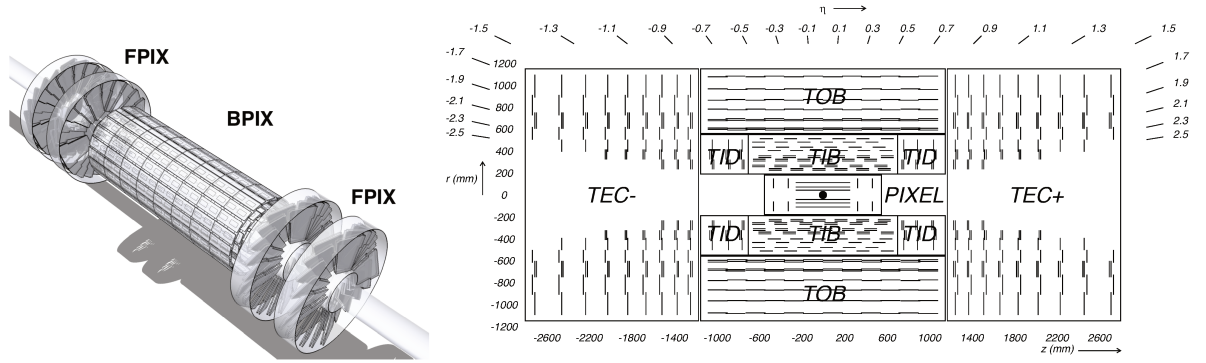 FPIX
BPIX
FPIX
η
-1.5 -1.3 -1.1 -0.9 -0.7 -0.5 -0.3 -0.1 0.1 0.3 0.5 0.7 0.9 1.1 1.3 1.5
-1.7 1.7
-1.9 1.9
-2.1 2.1
-2.3 2.3
-2.5 2.5
1200
1000
800
600
400
200
0
-200
-400
-600
-800
-1000
-1200
r (mm)
TOB
TID TIB TID
TEC- PIXEL TEC+
TID TIB TID
TOB
-2600 -2200 -1800 -1400 -1000 -600 -200 200 600 1000 1400 1800 2200 2600
z (mm)